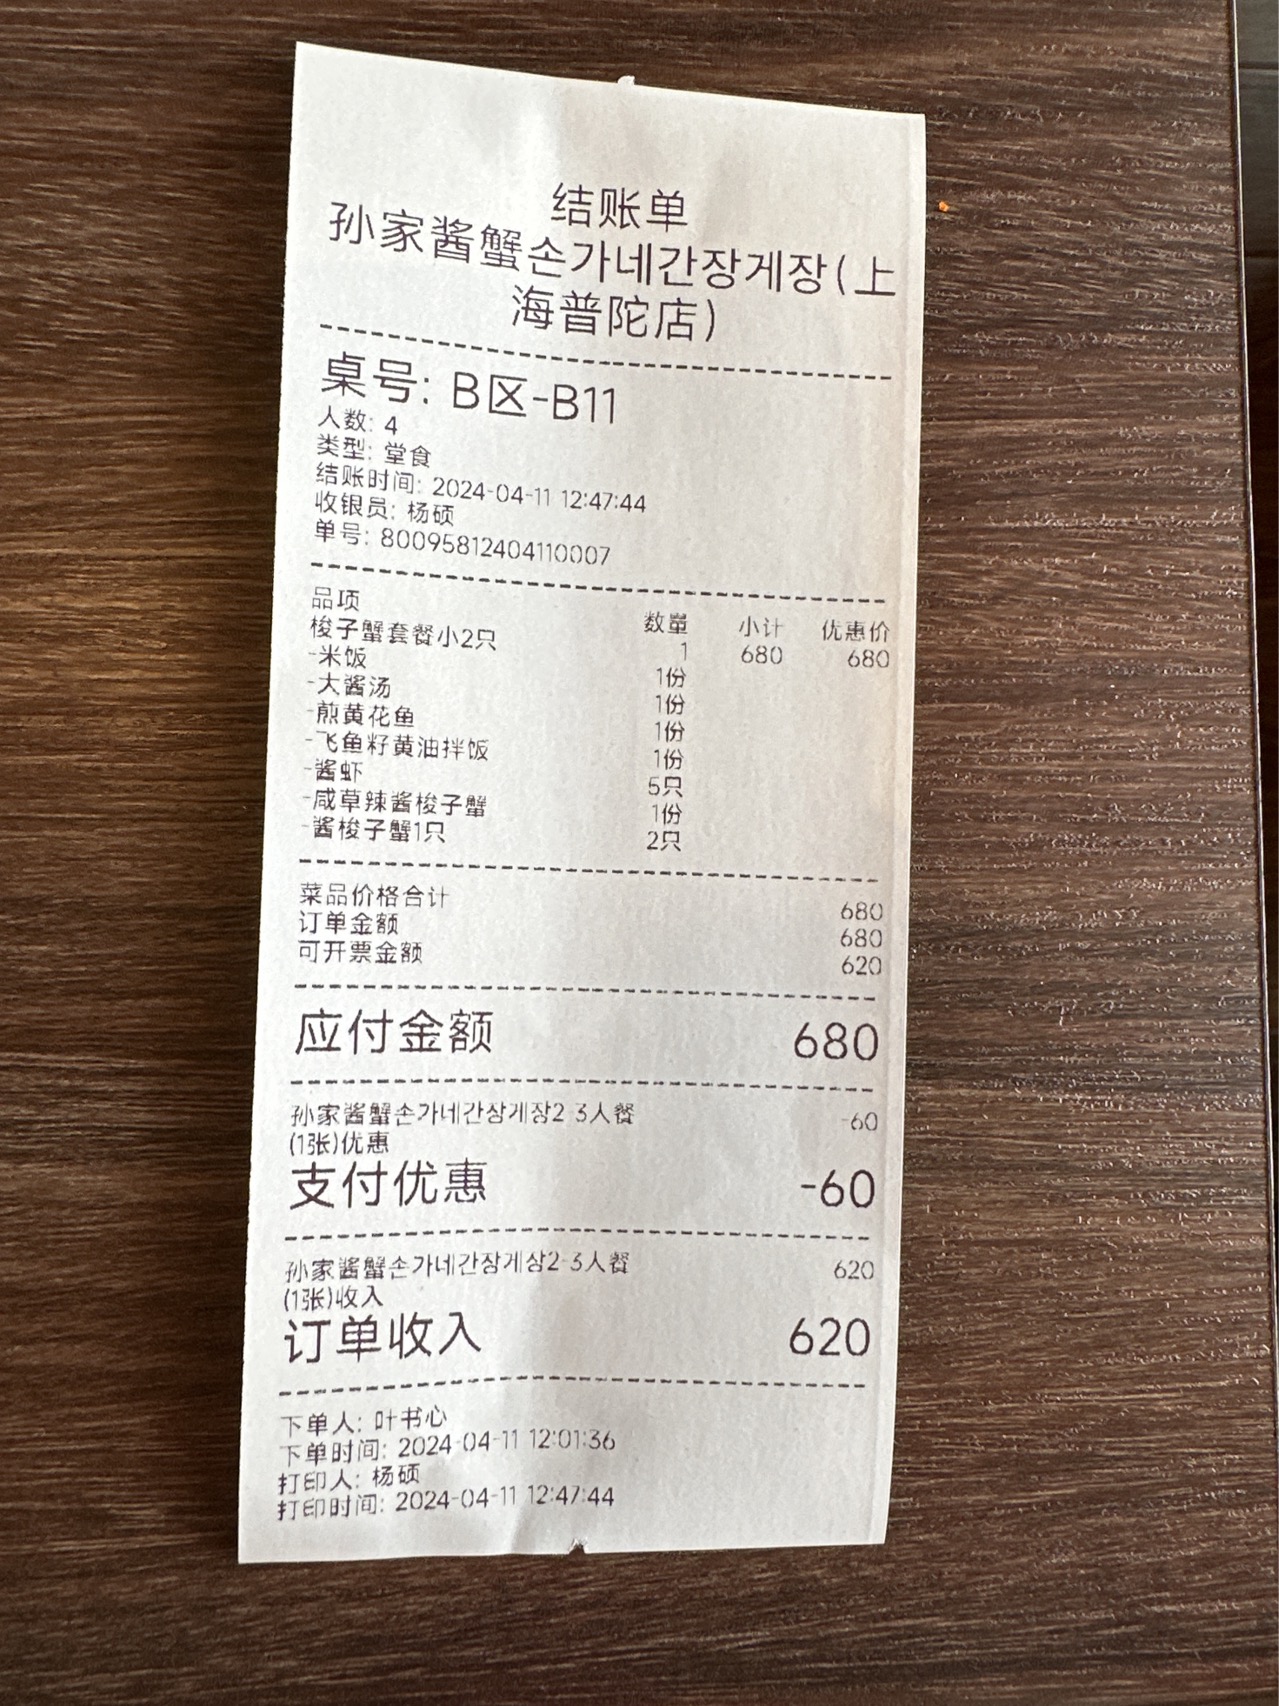 结账单
孙家酱蟹손가네간장게장(上
海普陀店)
桌号: B区-B11
人数: 4
类型: 堂食
结账时间: 2024-04-11 12:47:44
收银员: 杨硕
单号: 80095812404110007
品项 数量 小计 优惠价
梭子蟹套餐小2只 1 680 680
-米饭 1份
-大酱汤 1份
-煎黄花鱼 1份
-飞鱼籽黄油拌饭 1份
-酱虾 5只
-咸草辣酱梭子蟹 1份
-酱梭子蟹1只 2只
菜品价格合计 680
订单金额 680
可开票金额 620
应付金额 680
孙家酱蟹손가네간장게장2-3人餐 -60
(1张)优惠
支付优惠 -60
孙家酱蟹손가네간장게장2-3人餐 620
(1张)收入
订单收入 620
下单人: 叶书心
下单时间: 2024-04-11 12:01:36
打印人: 杨硕
打印时间: 2024-04-11 12:47:44